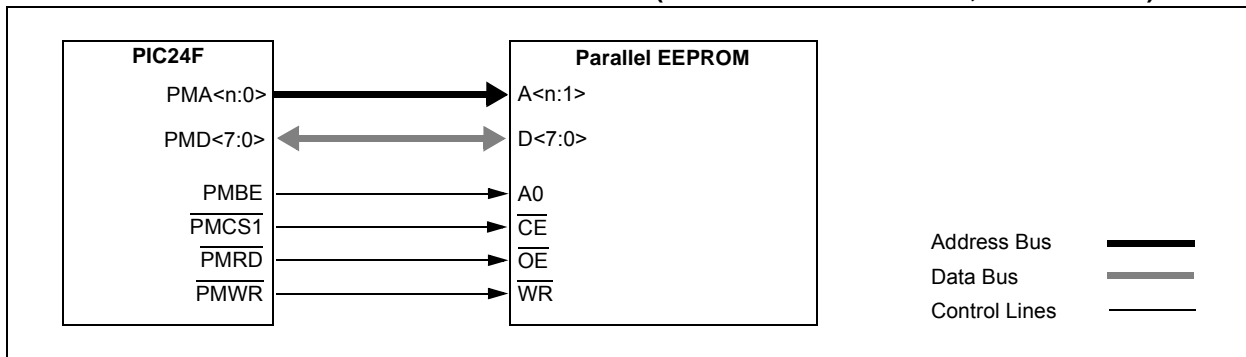 PIC24F
Parallel EEPROM
PMA<n:0>
A<n:1>
PMD<7:0>
D<7:0>
PMBE
A0
PMCS1
CE
PMRD
OE
PMWR
WR
Address Bus
Data Bus
Control Lines